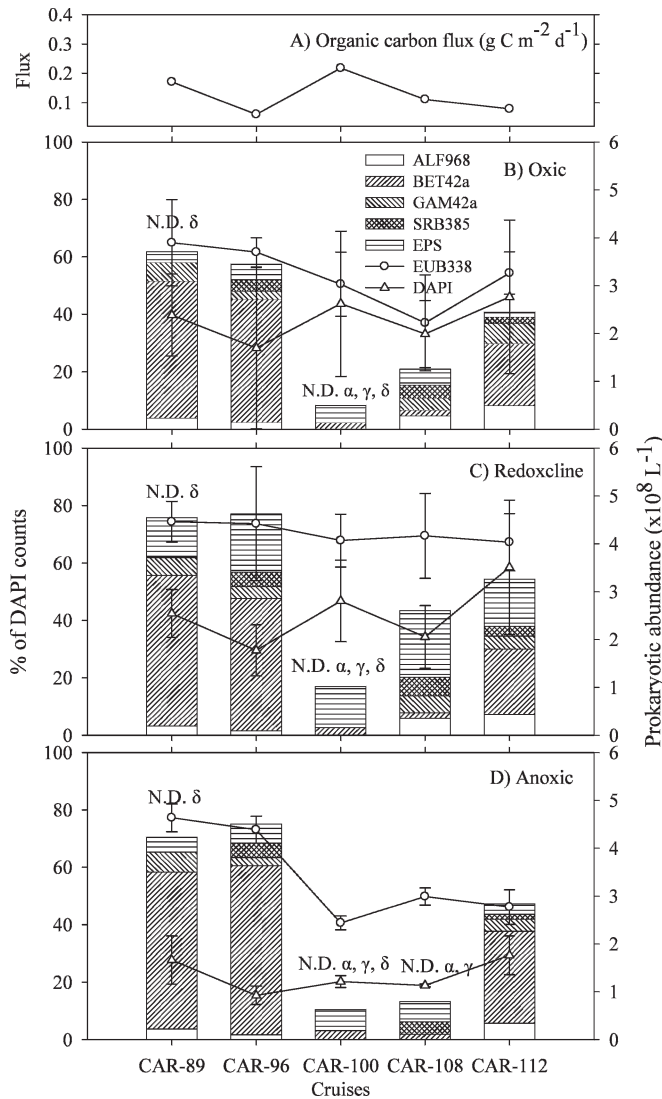 0.4
A) Organic carbon flux (g C m-2 d-1)
0.3
0.2
0.1
Flux
100
80
60
40
20
0
6
5
4
3
2
1
0
B) Oxic
ALF968
BET42a
GAM42a
SRB385
EPS
EUB338
DAPI
N.D. δ
N.D. α, γ, δ
100
80
60
40
20
0
6
5
4
3
2
1
0
C) Redoxcline
N.D. δ
N.D. α, γ, δ
% of DAPI counts
Prokaryotic abundance (x10^8 L^-1)
100
80
60
40
20
0
6
5
4
3
2
1
0
D) Anoxic
N.D. δ
N.D. α, γ, δ
N.D. α, γ
CAR-89 CAR-96 CAR-100 CAR-108 CAR-112
Cruises